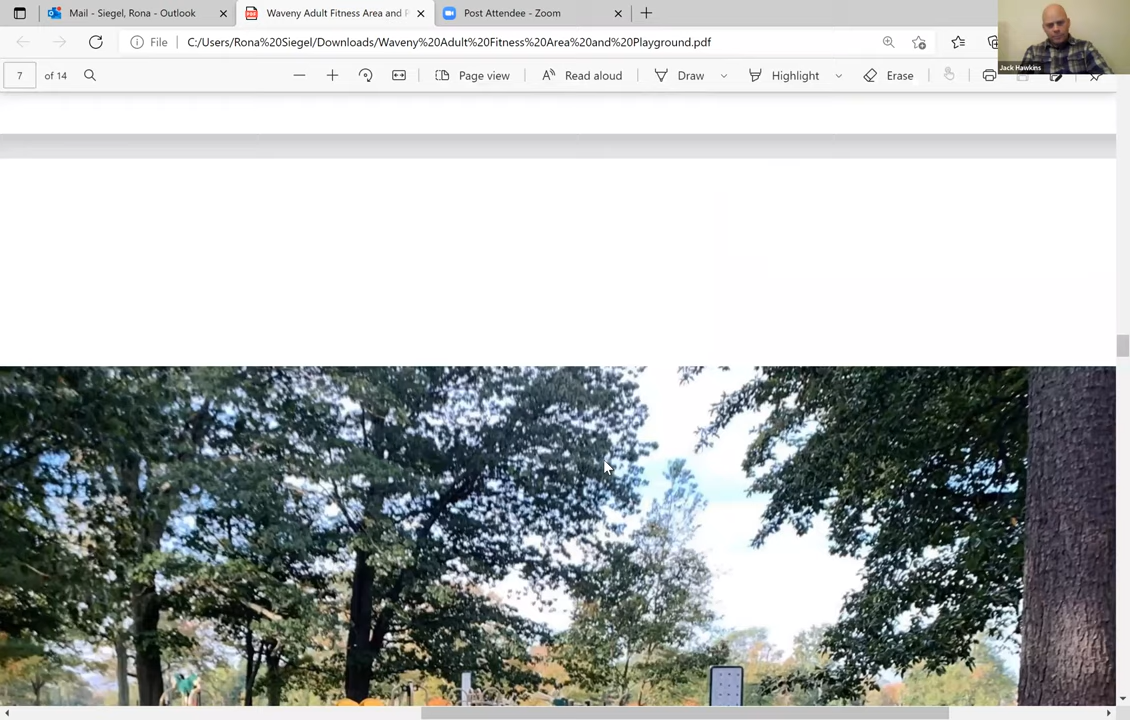 Mail - Siegel, Rona - Outlook
Waveny Adult Fitness Area and P
Post Attendee - Zoom
File
C:/Users/Rona%20Siegel/Downloads/Waveny%20Adult%20Fitness%20Area%20and%20Playground.pdf
7 of 14
Page view
Read aloud
Draw
Highlight
Erase
Jack Hawkins